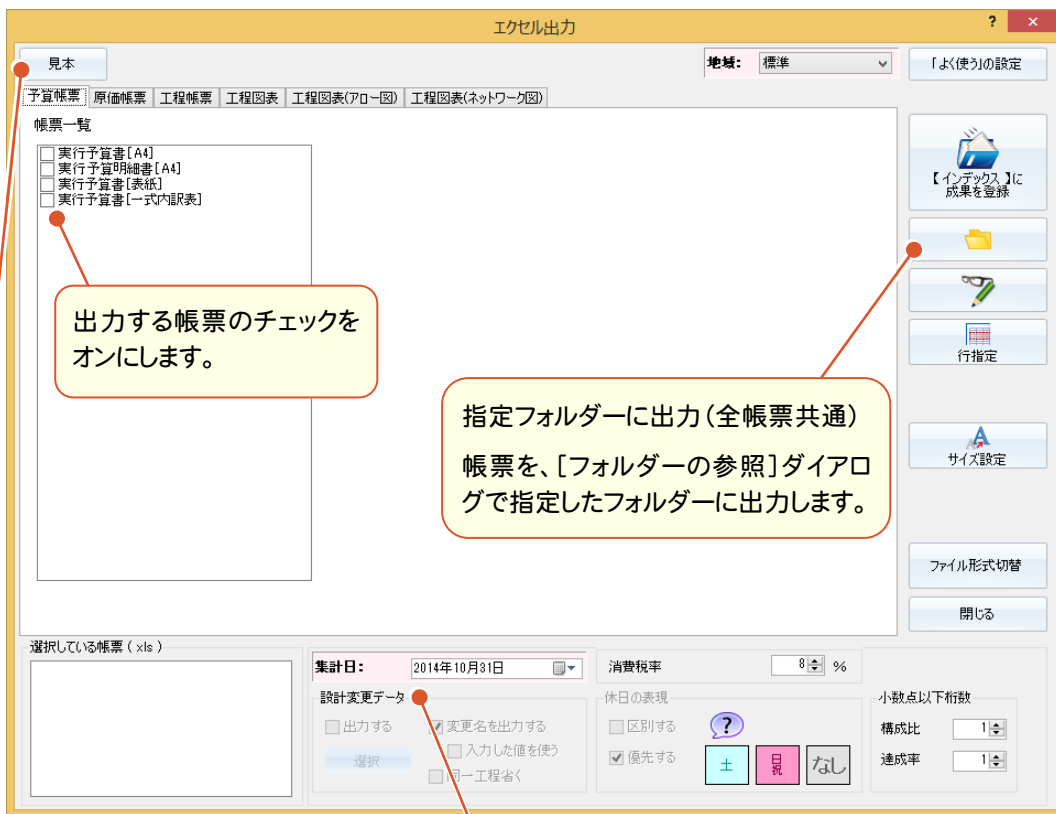 エクセル出力
?
×
見本
地域:
標準
「よく使う」の設定
予算帳票
原価帳票
工程帳票
工程図表
工程図表(アロー図)
工程図表(ネットワーク図)
帳票一覧
実行予算書[A4]
実行予算明細書[A4]
実行予算書[表紙]
実行予算書[一式内訳表]
【インデックス】に
成果を登録
行指定
サイズ設定
ファイル形式切替
閉じる
出力する帳票のチェックを
オンにします。
指定フォルダーに出力(全帳票共通)
帳票を、[フォルダーの参照]ダイアロ
グで指定したフォルダーに出力します。
選択している帳票 ( xls )
集計日:
2014年10月31日
消費税率
8
%
設計変更データ
出力する
変更名を出力する
入力した値を使う
選択
同一工程省く
休日の表現
区別する
?
優先する
土
日
祝
なし
小数点以下桁数
構成比
1
達成率
1